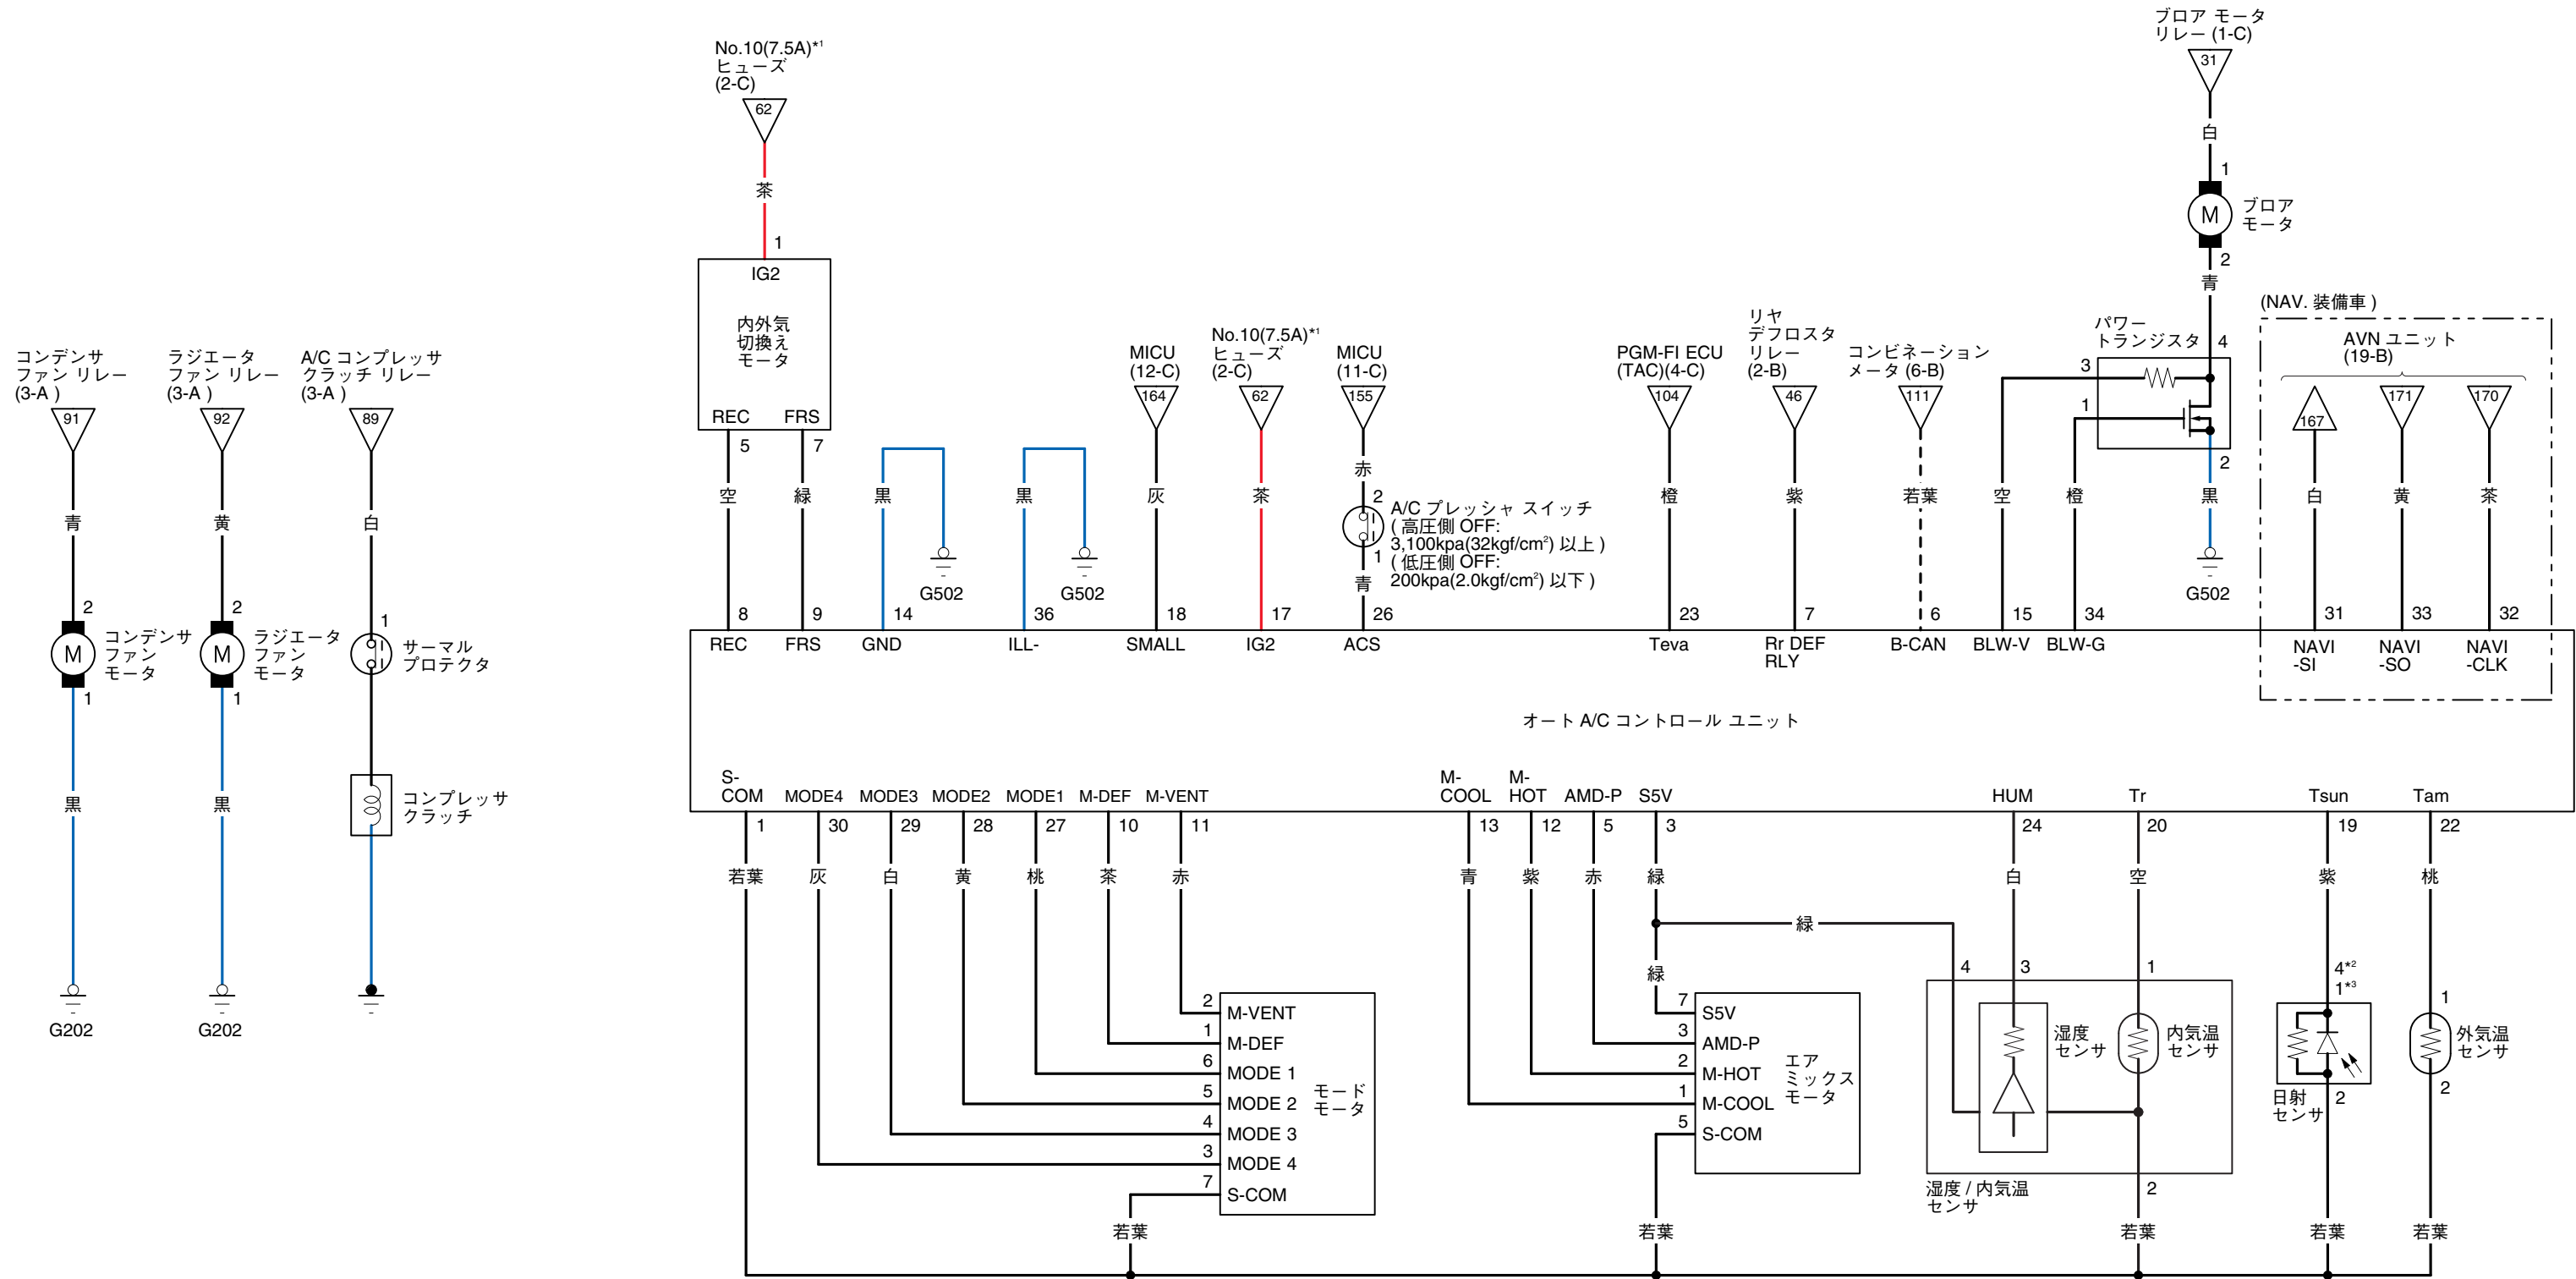 ブロア モータ
リレー (1-C)
31
白
1
M
ブロア
モータ
2
青
No.10(7.5A)*1
ヒューズ
(2-C)
62
茶
1
IG2
内外気
切換え
モータ
REC FRS
5 7
空 緑
コンデンサ
ファン リレー
(3-A )
91
青
2
M
コンデンサ
ファン
モータ
1
黒
G202
ラジエータ
ファン リレー
(3-A )
92
黄
2
M
ラジエータ
ファン
モータ
1
黒
G202
A/C コンプレッサ
クラッチ リレー
(3-A )
89
白
1
サーマル
プロテクタ
コンプレッサ
クラッチ
黒
G502
黒
G502
MICU
(12-C)
164
灰
No.10(7.5A)*1
ヒューズ
(2-C)
62
茶
MICU
(11-C)
155
赤
2
A/C プレッシャ スイッチ
( 高圧側 OFF:
3,100kpa(32kgf/cm²) 以上 )
( 低圧側 OFF:
200kpa(2.0kgf/cm²) 以下 )
1
青
PGM-FI ECU
(TAC)(4-C)
104
橙
リヤ
デフロスタ
リレー
(2-B)
46
紫
コンビネーション
メータ (6-B)
111
若葉
パワー
トランジスタ
4
3
1
2
空 橙 黒
G502
(NAV. 装備車 )
AVN ユニット
(19-B)
167 171 170
白 黄 茶
8 9 14 36 18 17 26 23 7 6 15 34 31 33 32
REC FRS GND ILL- SMALL IG2 ACS Teva Rr DEF
RLY
B-CAN BLW-V BLW-G NAVI
-SI
NAVI
-SO
NAVI
-CLK
オート A/C コントロール ユニット
S-
COM
MODE4 MODE3 MODE2 MODE1 M-DEF M-VENT
M-
COOL
M-
HOT
AMD-P S5V HUM Tr Tsun Tam
1 30 29 28 27 10 11 13 12 5 3 24 20 19 22
若葉 灰 白 黄 桃 茶 赤 青 紫 赤 緑 白 空 紫 桃
緑
緑
2 M-VENT
1 M-DEF
6 MODE 1
5 MODE 2
4 MODE 3
3 MODE 4
7 S-COM
モード
モータ
若葉
7 S5V
3 AMD-P
2 M-HOT
1 M-COOL
5 S-COM
エア
ミックス
モータ
若葉
4 3 1
湿度
センサ
内気温
センサ
2
湿度 / 内気温
センサ
若葉
4*2
1*3
2
日射
センサ
若葉
1
外気温
センサ
2
若葉